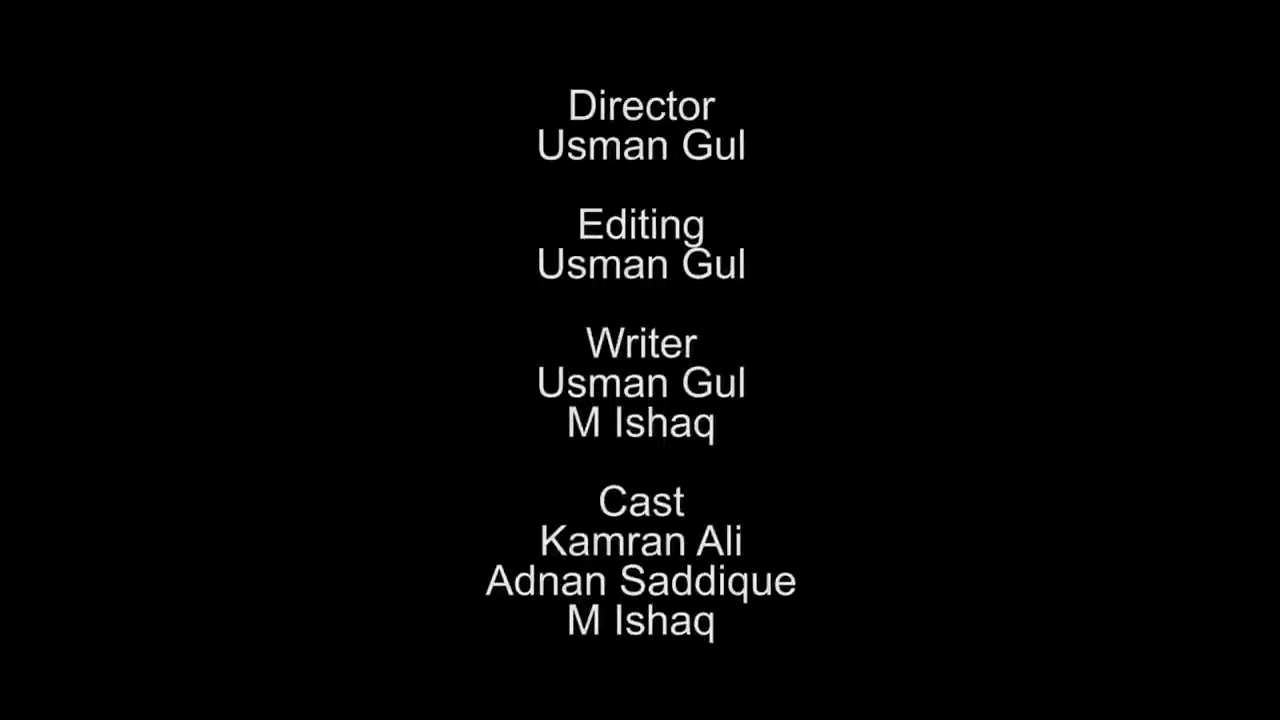 Director
Usman Gul
Editing
Usman Gul
Writer
Usman Gul
M Ishaq
Cast
Kamran Ali
Adnan Saddique
M Ishaq